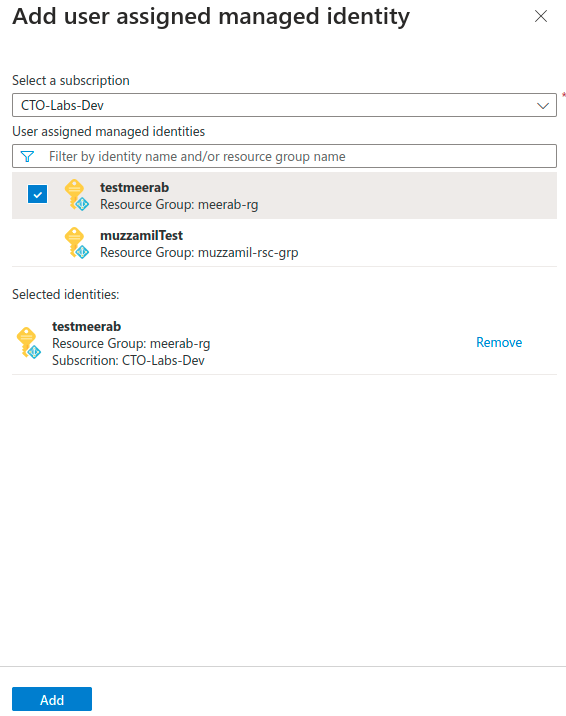 Add user assigned managed identity
Select a subscription
CTO-Labs-Dev
*
User assigned managed identities
Filter by identity name and/or resource group name
testmeerab
Resource Group: meerab-rg
muzzamilTest
Resource Group: muzzamil-rsc-grp
Selected identities:
testmeerab
Resource Group: meerab-rg
Remove
Subscrition: CTO-Labs-Dev
Add